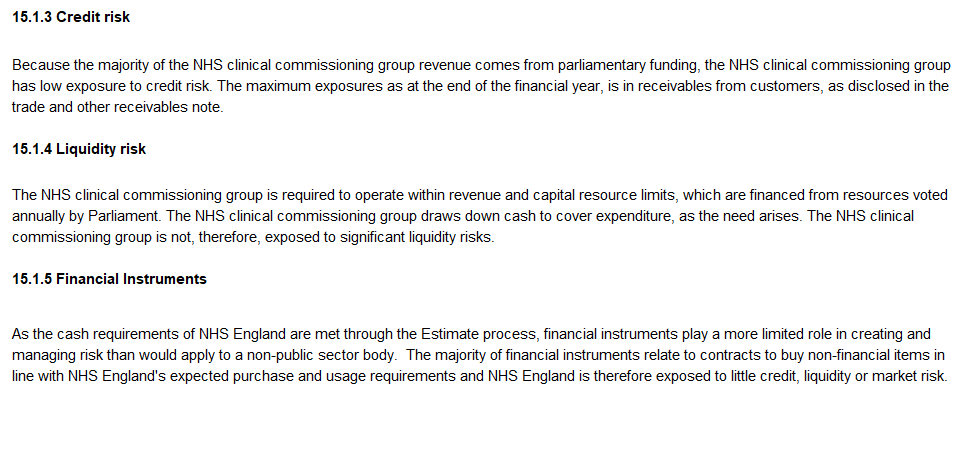 15.1.3 Credit risk
Because the majority of the NHS clinical commissioning group revenue comes from parliamentary funding, the NHS clinical commissioning group
has low exposure to credit risk. The maximum exposures as at the end of the financial year, is in receivables from customers, as disclosed in the
trade and other receivables note.
15.1.4 Liquidity risk
The NHS clinical commissioning group is required to operate within revenue and capital resource limits, which are financed from resources voted
annually by Parliament. The NHS clinical commissioning group draws down cash to cover expenditure, as the need arises. The NHS clinical
commissioning group is not, therefore, exposed to significant liquidity risks.
15.1.5 Financial Instruments
As the cash requirements of NHS England are met through the Estimate process, financial instruments play a more limited role in creating and
managing risk than would apply to a non-public sector body.  The majority of financial instruments relate to contracts to buy non-financial items in
line with NHS England's expected purchase and usage requirements and NHS England is therefore exposed to little credit, liquidity or market risk.